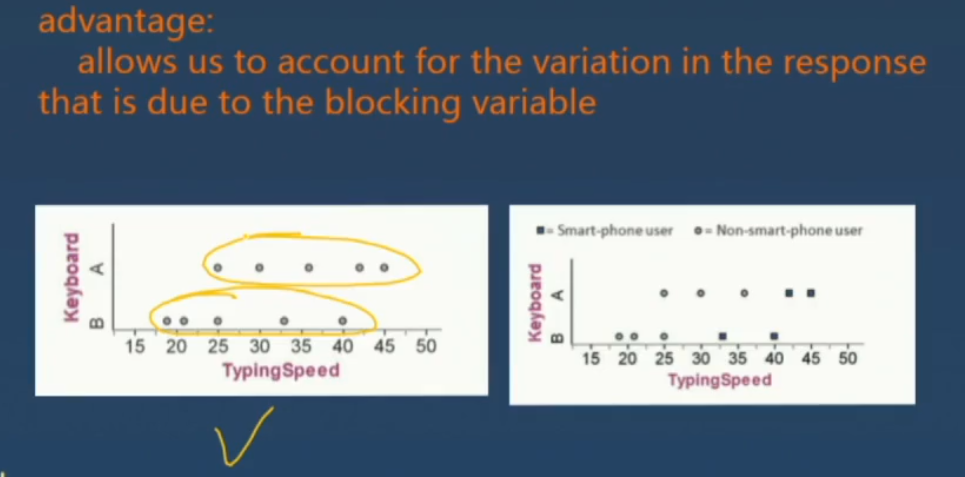 advantage:
allows us to account for the variation in the response
that is due to the blocking variable
Keyboard
A
B
15 20 25 30 35 40 45 50
TypingSpeed
■= Smart-phone user ●= Non-smart-phone user
Keyboard
A
B
15 20 25 30 35 40 45 50
TypingSpeed